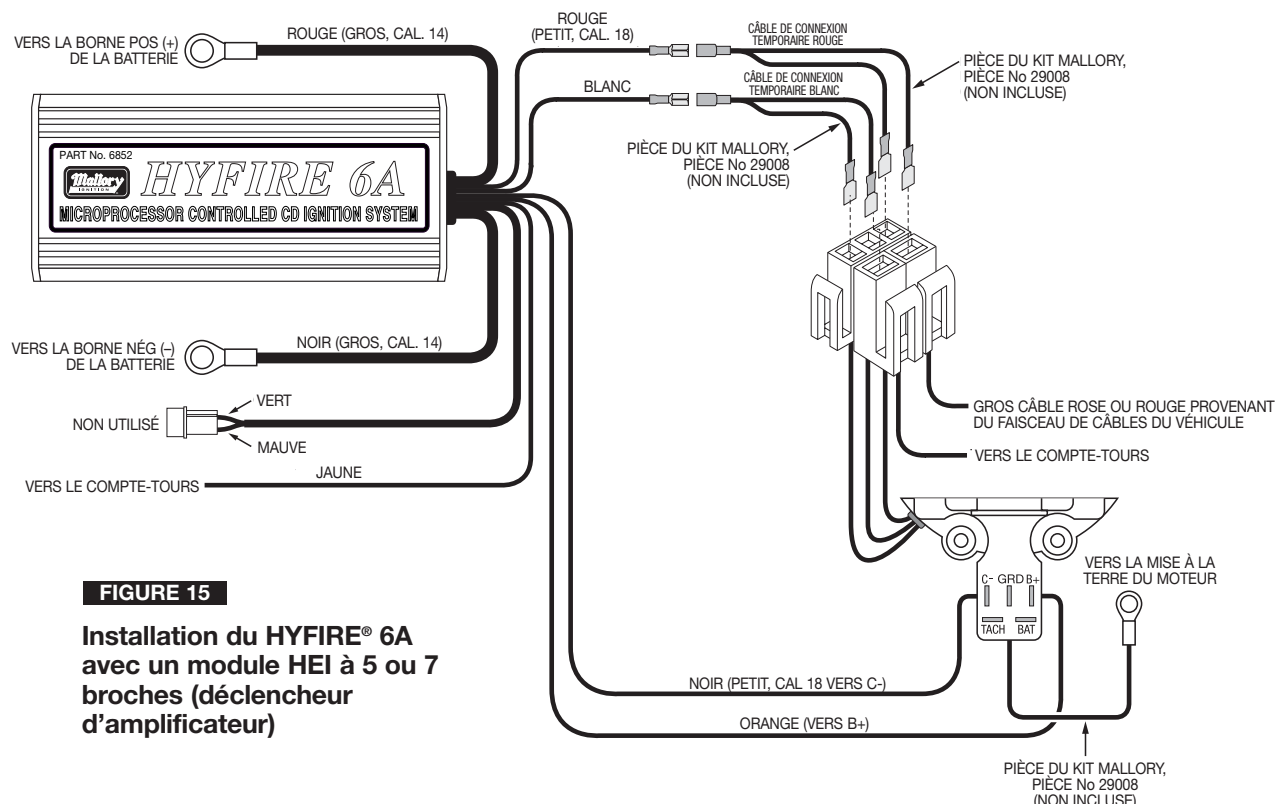 VERS LA BORNE POS (+)
DE LA BATTERIE
ROUGE (GROS, CAL. 14)
ROUGE
(PETIT, CAL. 18)
CÂBLE DE CONNEXION
TEMPORAIRE ROUGE
PIÈCE DU KIT MALLORY,
PIÈCE No 29008
(NON INCLUSE)
BLANC
CÂBLE DE CONNEXION
TEMPORAIRE BLANC
PIÈCE DU KIT MALLORY,
PIÈCE No 29008
(NON INCLUSE)
PART No. 6852
Mallory
IGNITION
HYFIRE 6A
MICROPROCESSOR CONTROLLED CD IGNITION SYSTEM
VERS LA BORNE NÉG (–)
DE LA BATTERIE
NOIR (GROS, CAL. 14)
NON UTILISÉ
VERT
MAUVE
VERS LE COMPTE-TOURS
JAUNE
GROS CÂBLE ROSE OU ROUGE PROVENANT
DU FAISCEAU DE CÂBLES DU VÉHICULE
VERS LE COMPTE-TOURS
VERS LA MISE À LA
TERRE DU MOTEUR
C- GRD B+
TACH BAT
FIGURE 15
Installation du HYFIRE® 6A
avec un module HEI à 5 ou 7
broches (déclencheur
d’amplificateur)
NOIR (PETIT, CAL 18 VERS C-)
ORANGE (VERS B+)
PIÈCE DU KIT MALLORY,
PIÈCE No 29008
(NON INCLUSE)